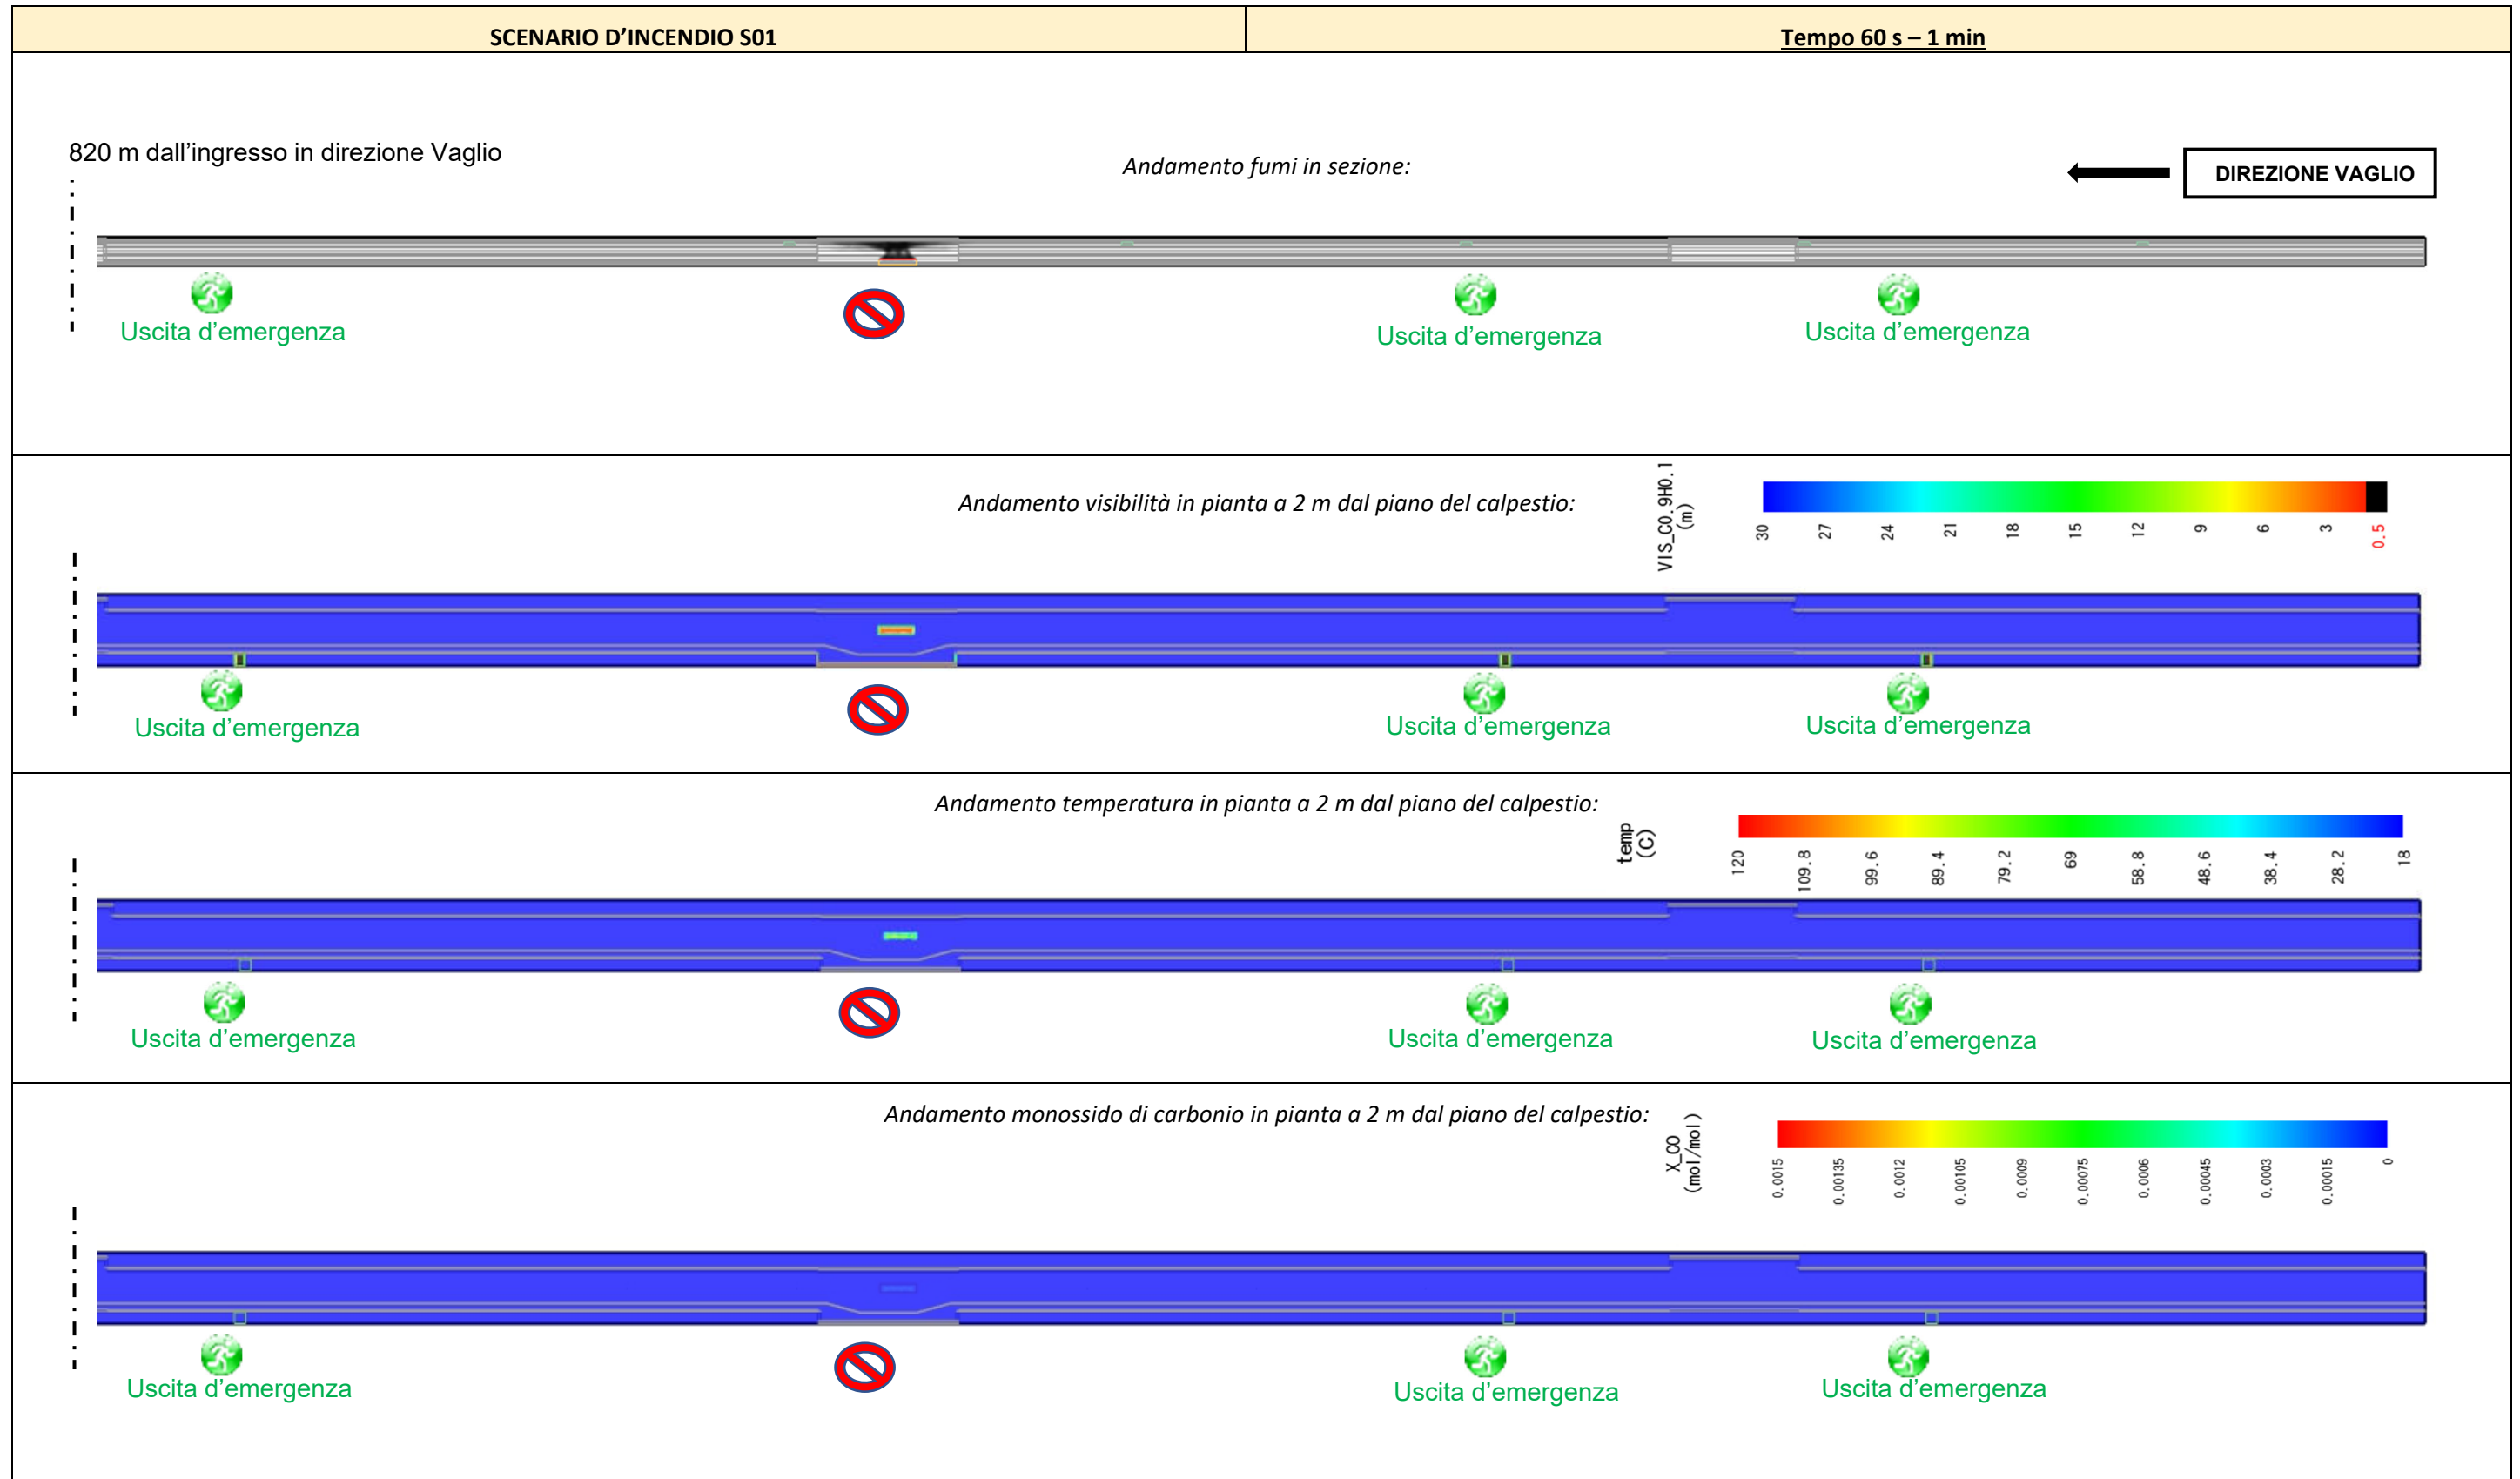 SCENARIO D'INCENDIO S01
Tempo 60 s – 1 min
820 m dall'ingresso in direzione Vaglio
Andamento fumi in sezione:
DIREZIONE VAGLIO
Uscita d'emergenza
Uscita d'emergenza
Uscita d'emergenza
Andamento visibilità in pianta a 2 m dal piano del calpestio:
VIS_C0.9H0.1
(m)
30
27
24
21
18
15
12
9
6
3
0.5
Uscita d'emergenza
Uscita d'emergenza
Uscita d'emergenza
Andamento temperatura in pianta a 2 m dal piano del calpestio:
temp
(C)
120
109.8
99.6
89.4
79.2
69
58.8
48.6
38.4
28.2
18
Uscita d'emergenza
Uscita d'emergenza
Uscita d'emergenza
Andamento monossido di carbonio in pianta a 2 m dal piano del calpestio:
X_CO
(mol/mol)
0.0015
0.00135
0.0012
0.00105
0.0009
0.00075
0.0006
0.00045
0.0003
0.00015
0
Uscita d'emergenza
Uscita d'emergenza
Uscita d'emergenza